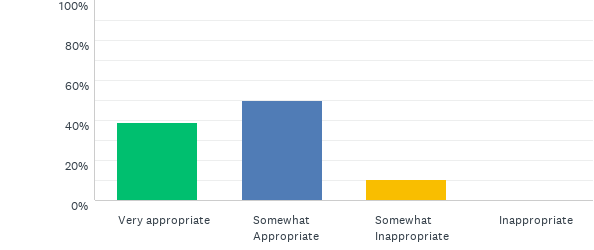 100%
80%
60%
40%
20%
0%
Very appropriate
Somewhat
Appropriate
Somewhat
Inappropriate
Inappropriate